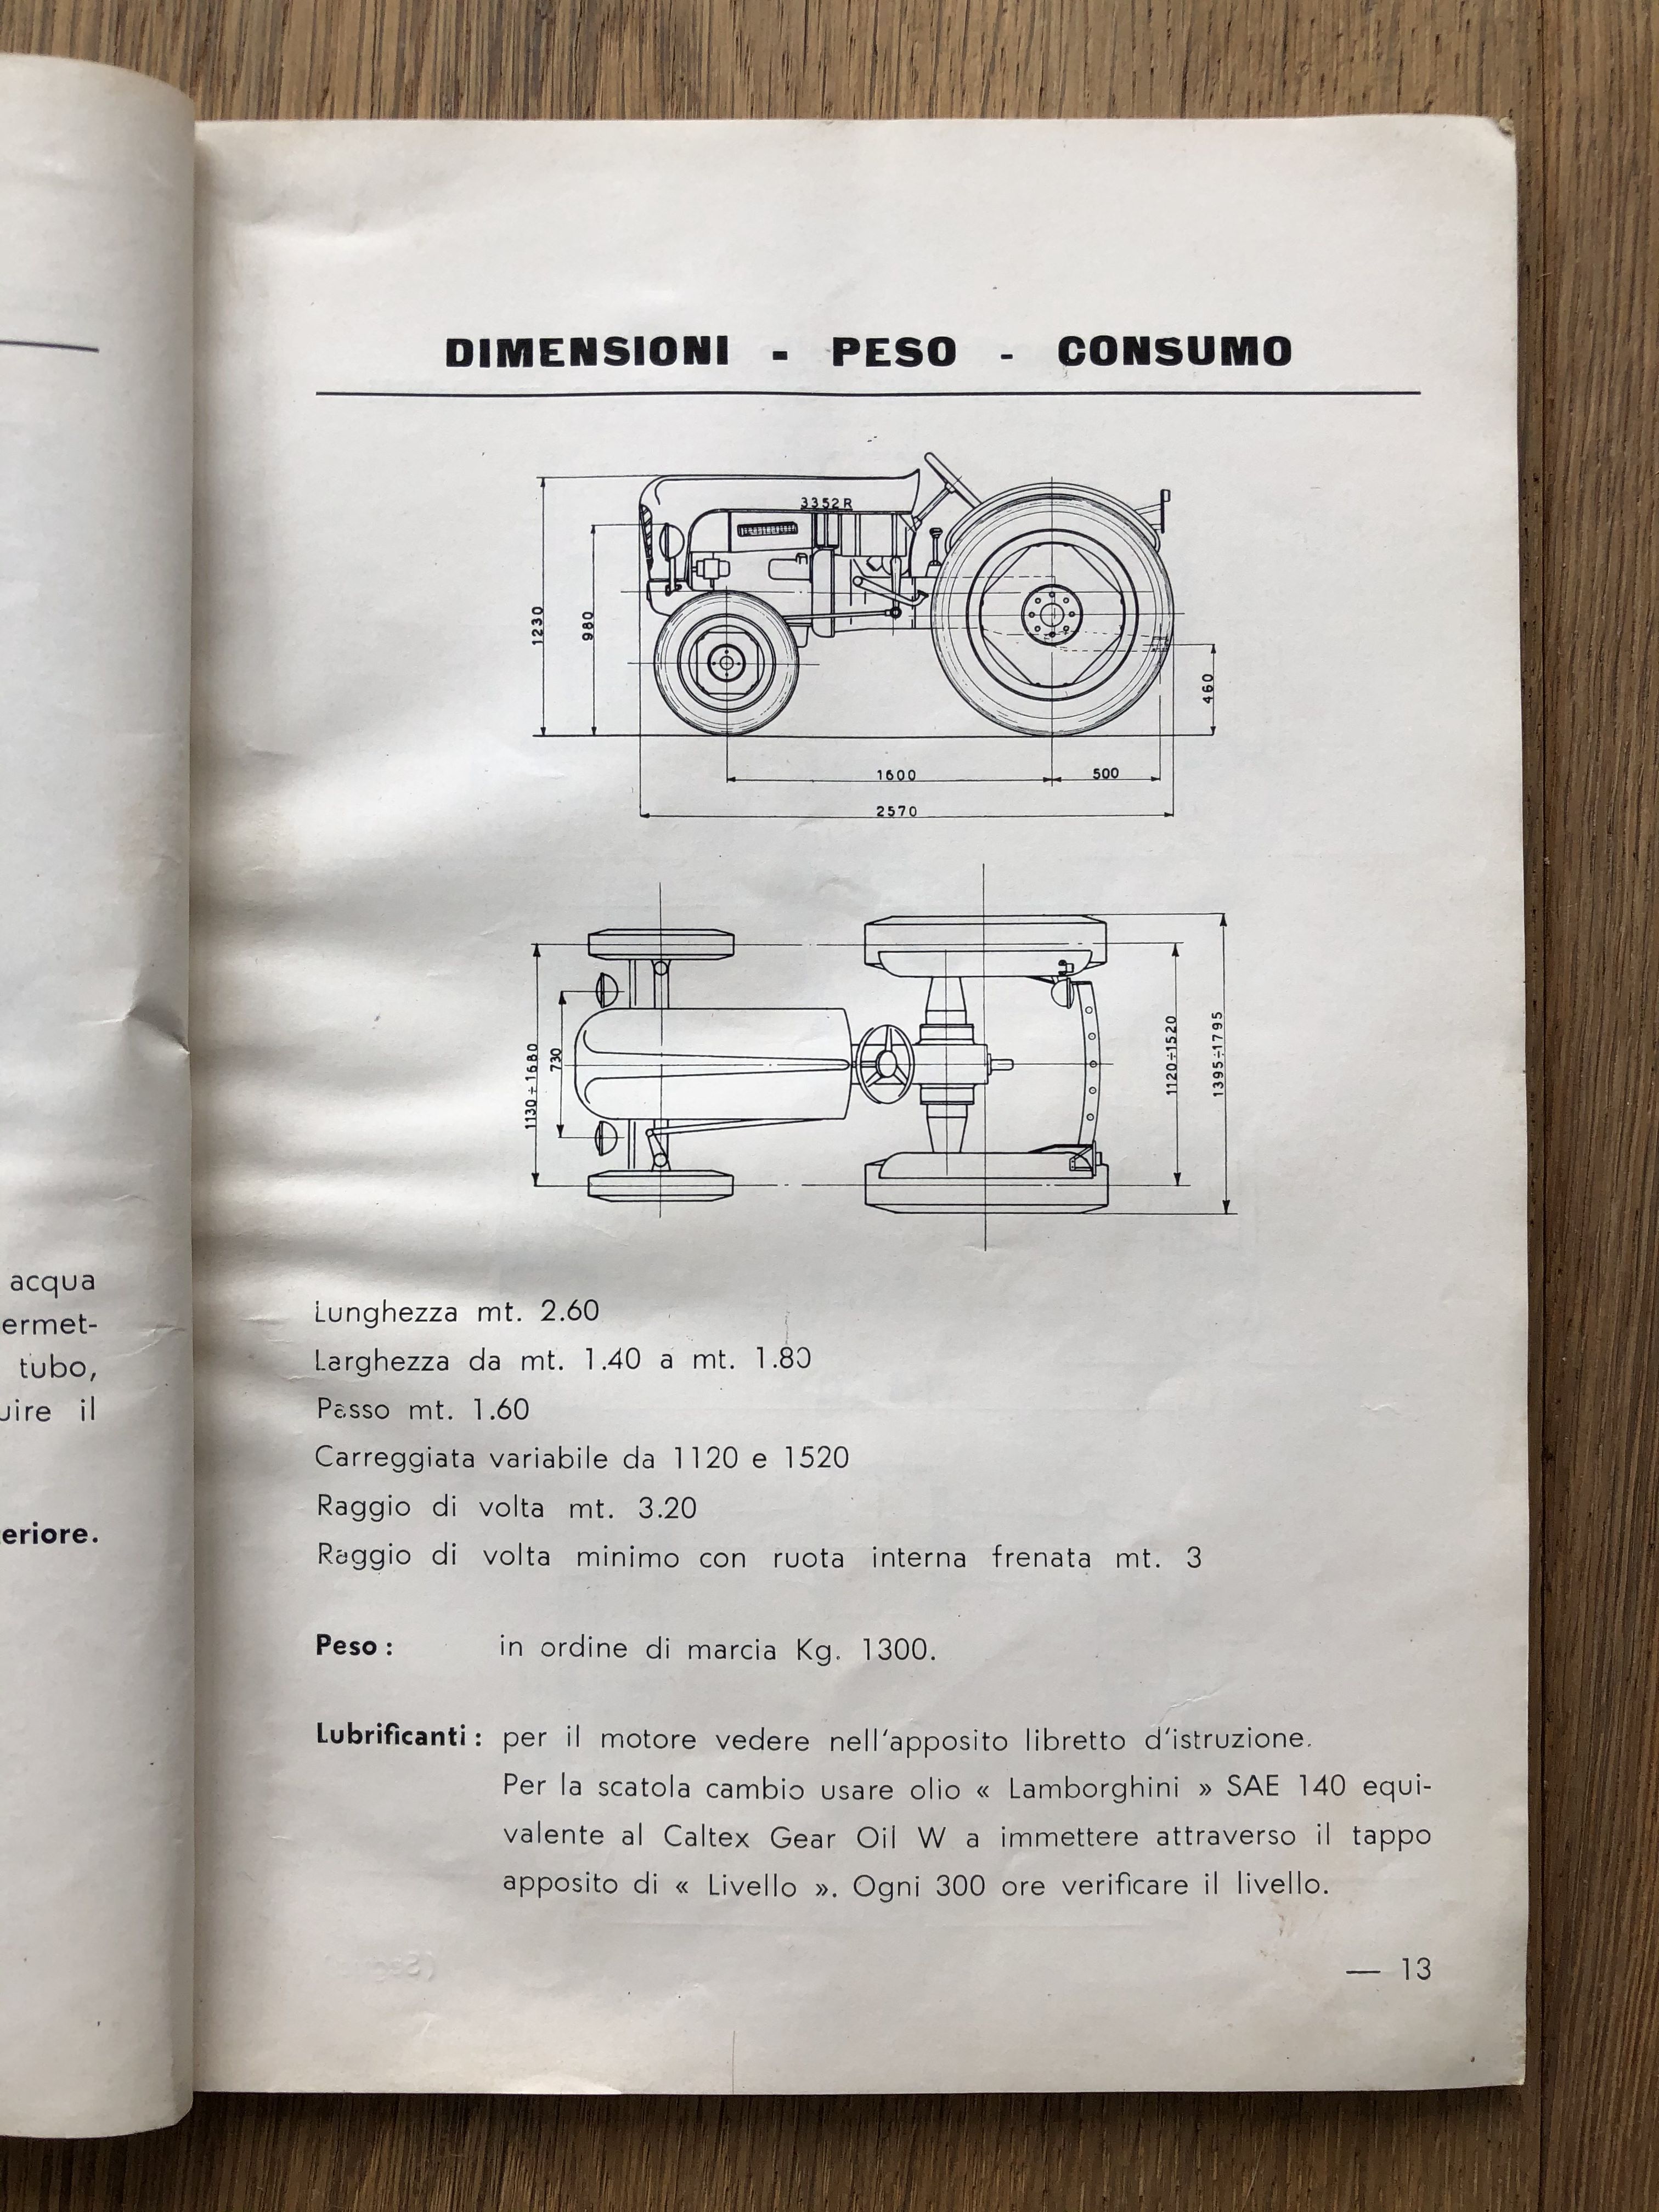 acqua
ermet-
tubo,
uire il
eriore.
DIMENSIONI - PESO - CONSUMO
3352R
1230
980
460
1600
500
2570
1130÷1680
730
1120÷1520
1395÷1795
Lunghezza mt. 2.60
Larghezza da mt. 1.40 a mt. 1.80
Passo mt. 1.60
Carreggiata variabile da 1120 e 1520
Raggio di volta mt. 3.20
Raggio di volta minimo con ruota interna frenata mt. 3
Peso: in ordine di marcia Kg. 1300.
Lubrificanti: per il motore vedere nell'apposito libretto d'istruzione.
Per la scatola cambio usare olio « Lamborghini » SAE 140 equi-
valente al Caltex Gear Oil W a immettere attraverso il tappo
apposito di « Livello ». Ogni 300 ore verificare il livello.
— 13